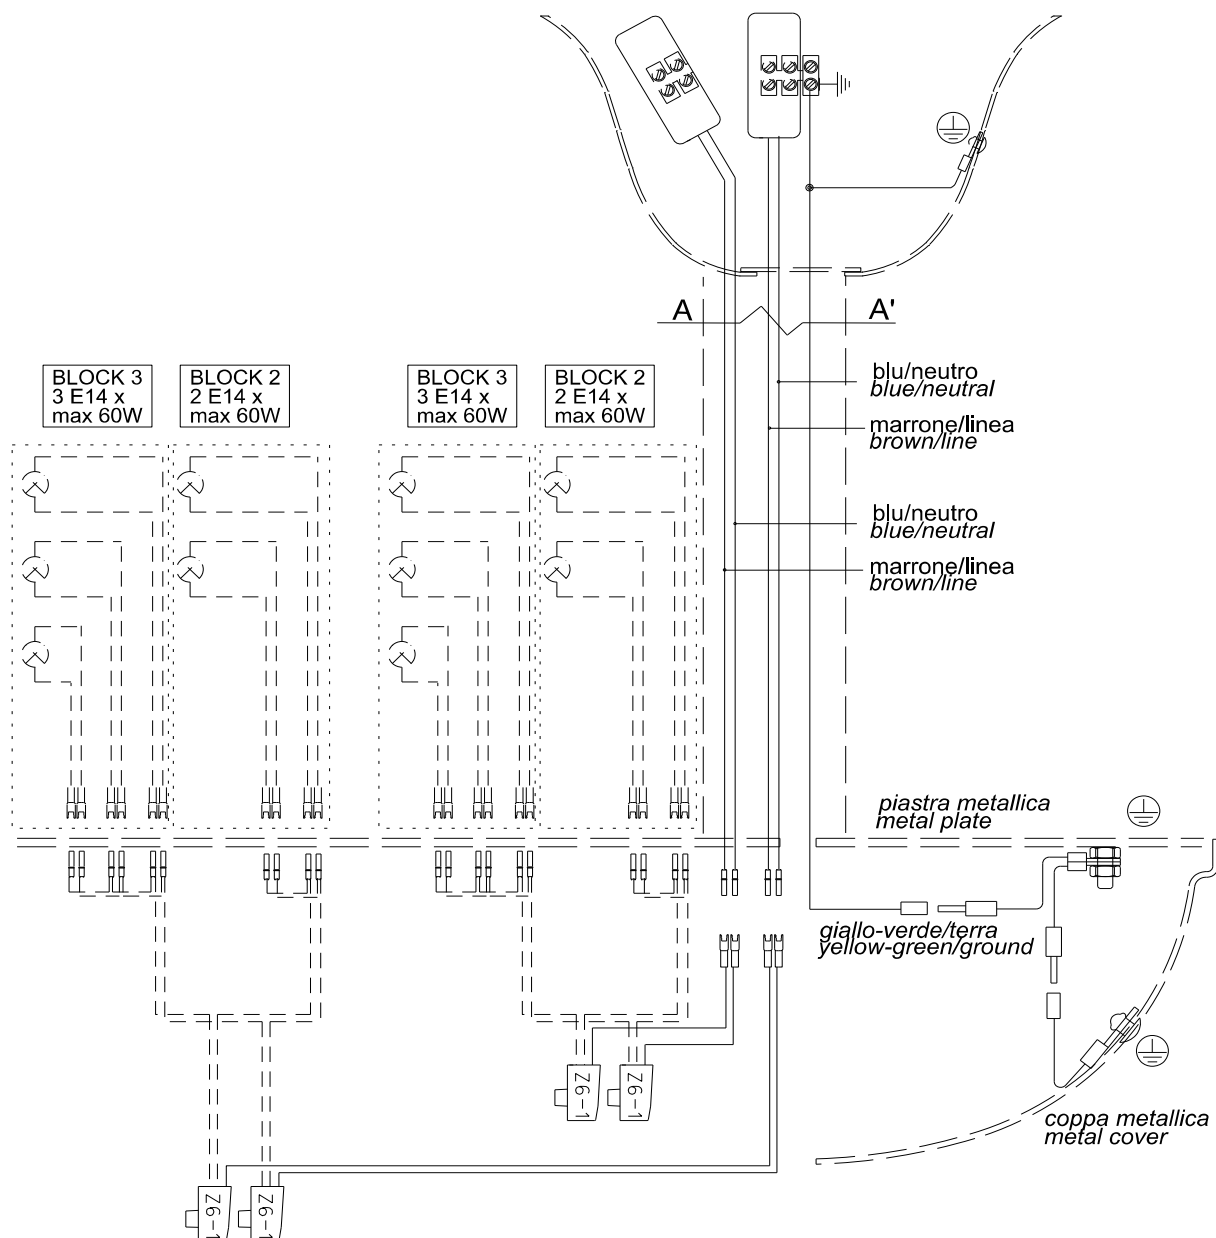 A
A'
BLOCK 3
3 E14 x
max 60W
BLOCK 2
2 E14 x
max 60W
BLOCK 3
3 E14 x
max 60W
BLOCK 2
2 E14 x
max 60W
blu/neutro
blue/neutral
marrone/linea
brown/line
blu/neutro
blue/neutral
marrone/linea
brown/line
piastra metallica
metal plate
giallo-verde/terra
yellow-green/ground
Z6-1
Z6-1
coppa metallica
metal cover
Z6-1
Z6-1